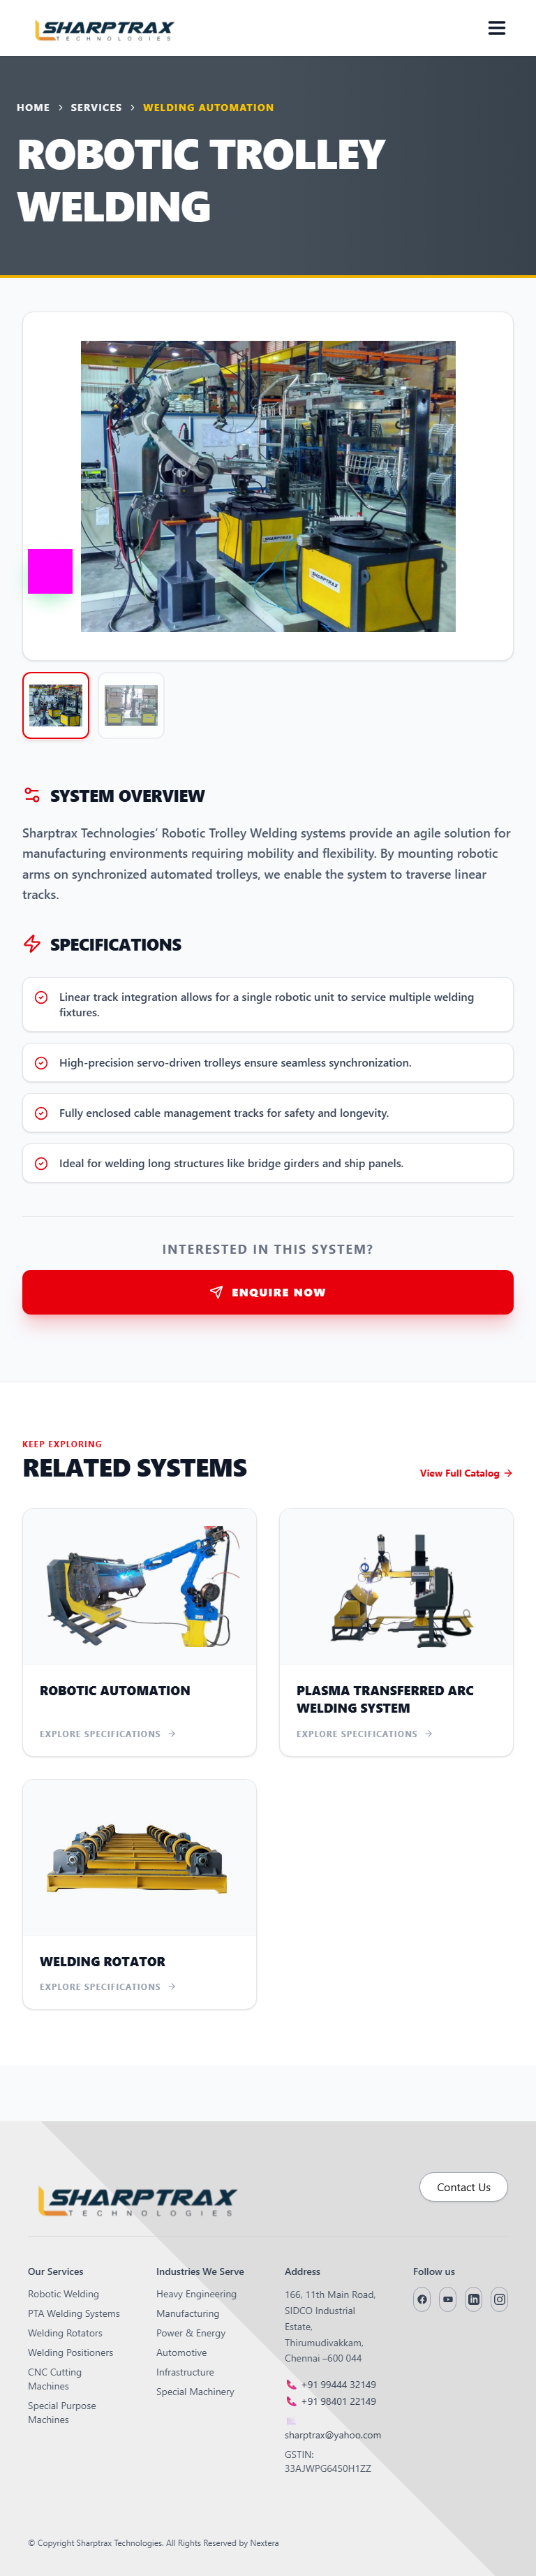 SHARPTRAX
TECHNOLOGIES
HOME > SERVICES > WELDING AUTOMATION
ROBOTIC TROLLEY
WELDING
SHARPTRAX
SHARPTRAX
SYSTEM OVERVIEW
Sharptrax Technologies’ Robotic Trolley Welding systems provide an agile solution for
manufacturing environments requiring mobility and flexibility. By mounting robotic
arms on synchronized automated trolleys, we enable the system to traverse linear
tracks.
SPECIFICATIONS
Linear track integration allows for a single robotic unit to service multiple welding
fixtures.
High-precision servo-driven trolleys ensure seamless synchronization.
Fully enclosed cable management tracks for safety and longevity.
Ideal for welding long structures like bridge girders and ship panels.
INTERESTED IN THIS SYSTEM?
ENQUIRE NOW
KEEP EXPLORING
RELATED SYSTEMS
View Full Catalog →
ROBOTIC AUTOMATION
EXPLORE SPECIFICATIONS →
PLASMA TRANSFERRED ARC
WELDING SYSTEM
EXPLORE SPECIFICATIONS →
WELDING ROTATOR
EXPLORE SPECIFICATIONS →
SHARPTRAX
TECHNOLOGIES
Contact Us
Our Services
Robotic Welding
PTA Welding Systems
Welding Rotators
Welding Positioners
CNC Cutting
Machines
Special Purpose
Machines
Industries We Serve
Heavy Engineering
Manufacturing
Power & Energy
Automotive
Infrastructure
Special Machinery
Address
166, 11th Main Road,
SIDCO Industrial
Estate,
Thirumudivakkam,
Chennai –600 044
+91 99444 32149
+91 98401 22149
sharptrax@yahoo.com
GSTIN:
33AJWPG6450H1ZZ
Follow us
© Copyright Sharptrax Technologies. All Rights Reserved by Nextera